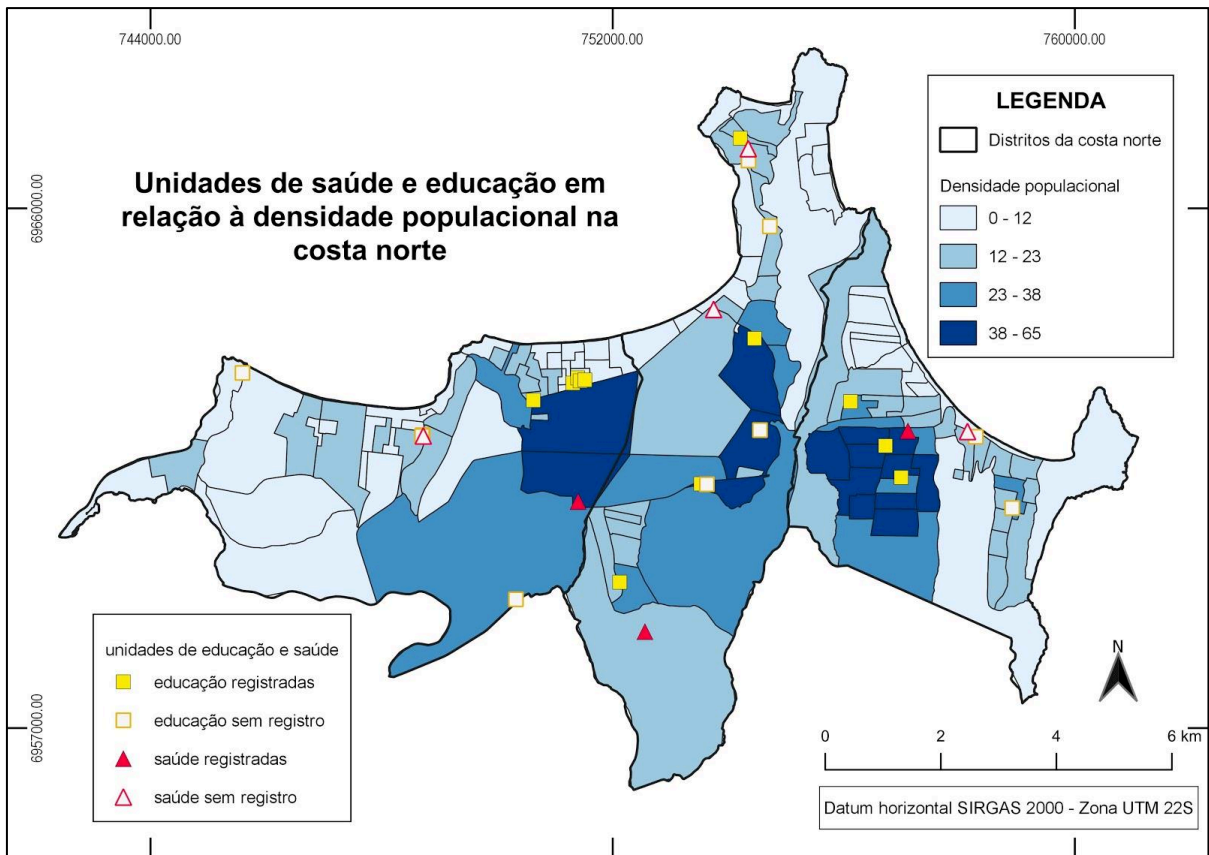 744000.00
752000.00
760000.00
6966000.00
6957000.00
Unidades de saúde e educação em
relação à densidade populacional na
costa norte
LEGENDA
Distritos da costa norte
Densidade populacional
0 - 12
12 - 23
23 - 38
38 - 65
unidades de educação e saúde
educação registradas
educação sem registro
saúde registradas
saúde sem registro
N
0 2 4 6 km
Datum horizontal SIRGAS 2000 - Zona UTM 22S